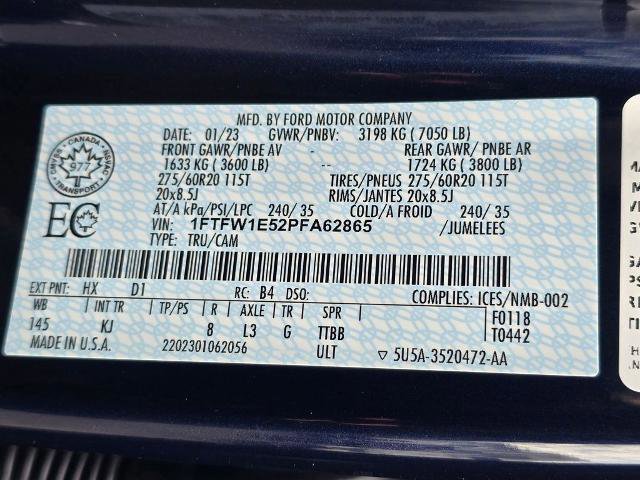 MFD. BY FORD MOTOR COMPANY
DATE: 01/23 GVWR/PNBV: 3198 KG ( 7050 LB)
FRONT GAWR/ PNBE AV - REAR GAWR/ PNBE AR
1633 KG ( 3600 LB) -- 1724 KG ( 3800 LB)
275/60R20 115T TIRES/PNEUS 275/60R20 115T
20x8.5J RIMS/JANTES 20x8.5J
AT/A kPa/PSI/LPC 240/ 35 COLD/A FROID 240/ 35
VIN: 1FTFW1E52PFA62865 /JUMELEES
TYPE: TRU/CAM
CANADA
977
TRANSPORT
EC
EXT PNT: HX D1 RC: B4 DSO: COMPLIES: ICES/NMB-002
WB INT TR TP/PS R AXLE TR SPR F0118
145 KJ 8 L3 G TTBB T0442
MADE IN U.S.A. 2202301062056 ULT ▽ 5U5A-3520472-AA